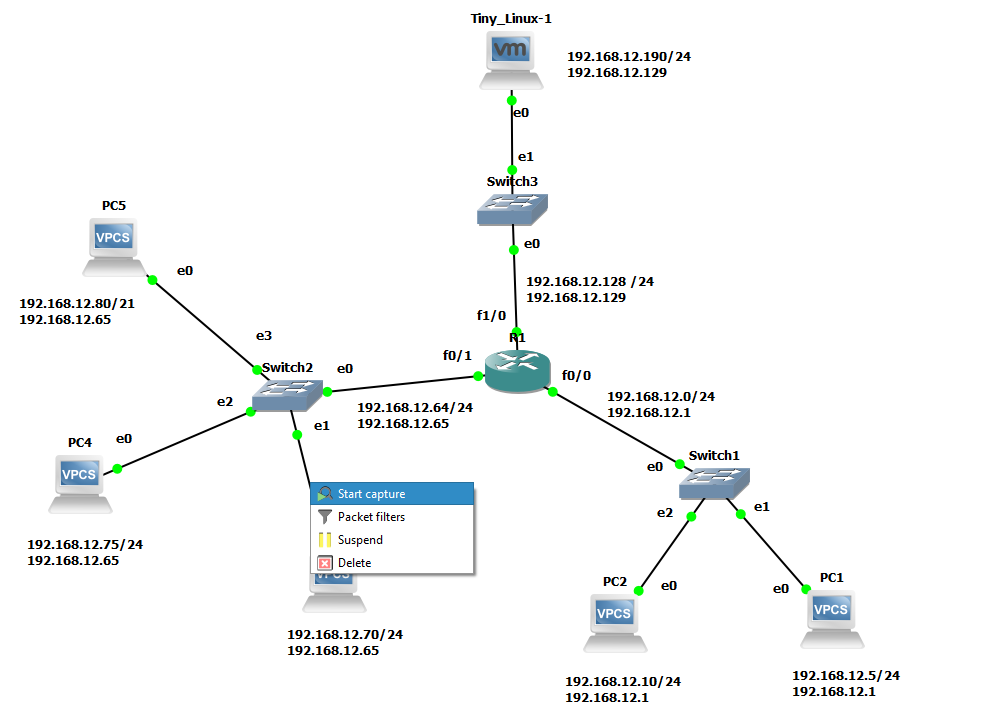 Tiny_Linux-1
vm
192.168.12.190/24
192.168.12.129
e0
e1
Switch3
e0
192.168.12.128 /24
192.168.12.129
f1/0
R1
f0/1
f0/0
PC5
VPCS
e0
192.168.12.80/21
192.168.12.65
e3
Switch2
e0
e2
e1
192.168.12.64/24
192.168.12.65
192.168.12.0/24
192.168.12.1
PC4
VPCS
e0
192.168.12.75/24
192.168.12.65
Start capture
Packet filters
Suspend
Delete
VPCS
192.168.12.70/24
192.168.12.65
Switch1
e0
e2
e1
PC2
VPCS
e0
192.168.12.10/24
192.168.12.1
PC1
VPCS
e0
192.168.12.5/24
192.168.12.1